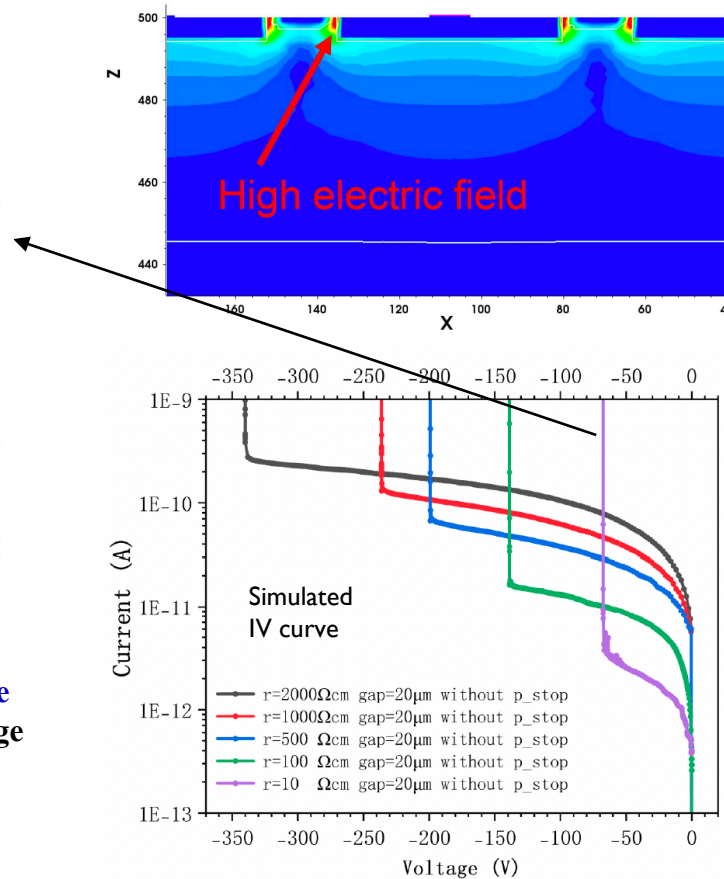 500
480
460
440
Z
High electric field
160
140
120
100
80
60
40
X
-350 -300 -250 -200 -150 -100 -50 0
1E-9
1E-10
1E-11
1E-12
1E-13
Current (A)
Simulated
IV curve
r=2000Ωcm gap=20μm without p_stop
r=1000Ωcm gap=20μm without p_stop
r=500 Ωcm gap=20μm without p_stop
r=100 Ωcm gap=20μm without p_stop
r=10 Ωcm gap=20μm without p_stop
-350 -300 -250 -200 -150 -100 -50 0
Voltage (V)